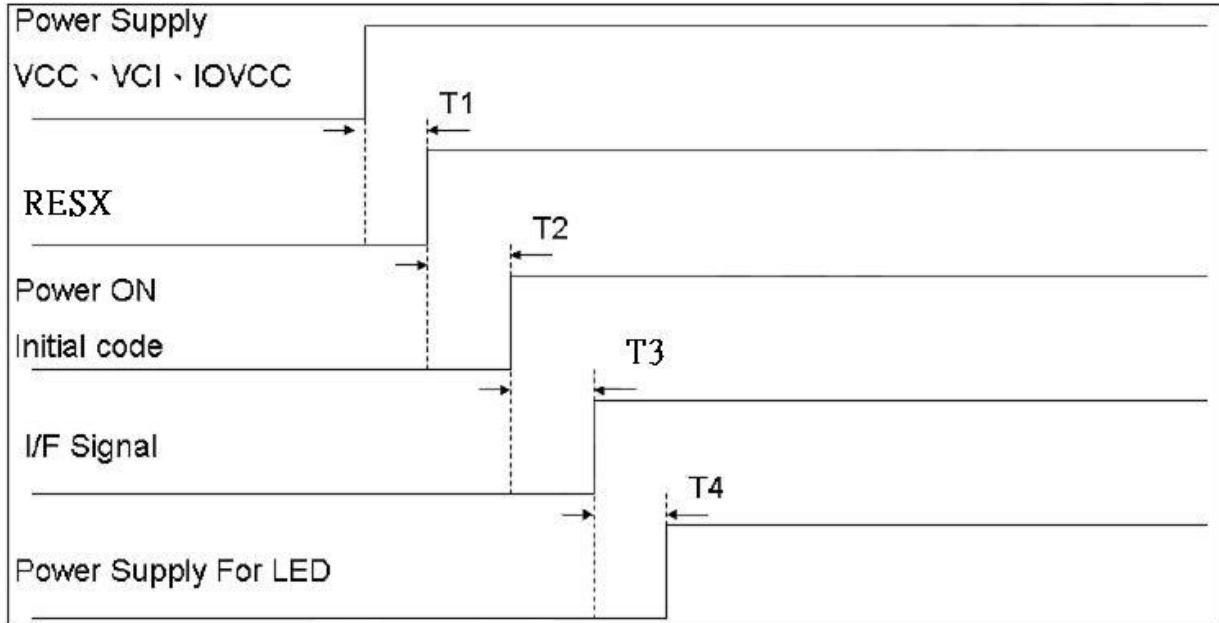 Power Supply
VCC、VCI、IOVCC
T1
RESX
T2
Power ON
Initial code
T3
I/F Signal
T4
Power Supply For LED